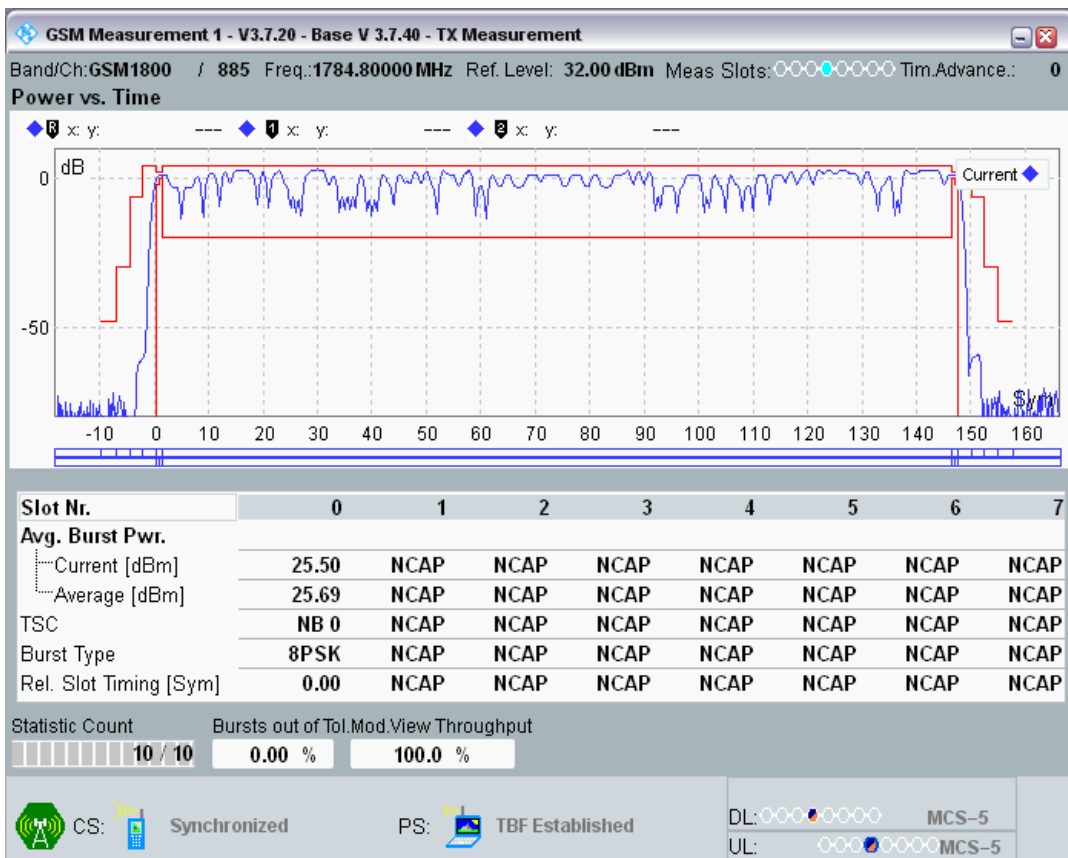 GSM Measurement 1 - V3.7.20 - Base V 3.7.40 - TX Measurement
Band/Ch:GSM1800 / 885 Freq.:1784.80000 MHz Ref. Level: 32.00 dBm Meas Slots: Tim.Advance.: 0
Power vs. Time
R x: y: --- 1 x: y: --- 2 x: y: ---
dB
0
Current
-50
Sym
-10 0 10 20 30 40 50 60 70 80 90 100 110 120 130 140 150 160
Slot Nr. 0 1 2 3 4 5 6 7
Avg. Burst Pwr.
Current [dBm] 25.50 NCAP NCAP NCAP NCAP NCAP NCAP NCAP
Average [dBm] 25.69 NCAP NCAP NCAP NCAP NCAP NCAP NCAP
TSC NB 0 NCAP NCAP NCAP NCAP NCAP NCAP NCAP
Burst Type 8PSK NCAP NCAP NCAP NCAP NCAP NCAP NCAP
Rel. Slot Timing [Sym] 0.00 NCAP NCAP NCAP NCAP NCAP NCAP NCAP
Statistic Count Bursts out of Tol.Mod.View Throughput
10 / 10 0.00 % 100.0 %
CS: Synchronized PS: TBF Established
DL: MCS-5
UL: MCS-5